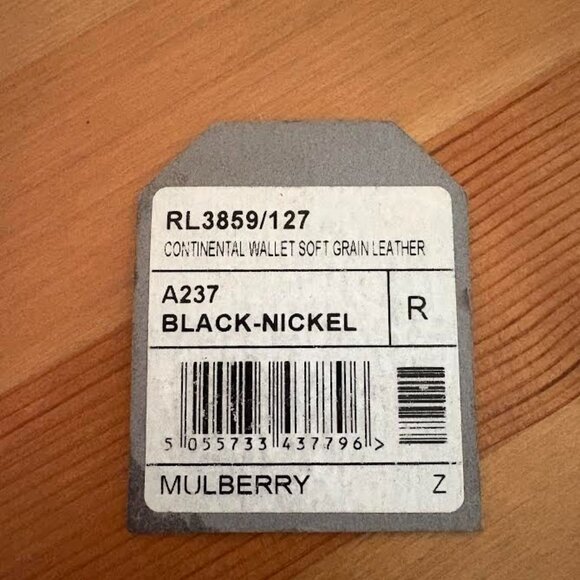 RL3859/127
CONTINENTAL WALLET SOFT GRAIN LEATHER
A237
BLACK-NICKEL
R
5 055733 437796 >
MULBERRY Z